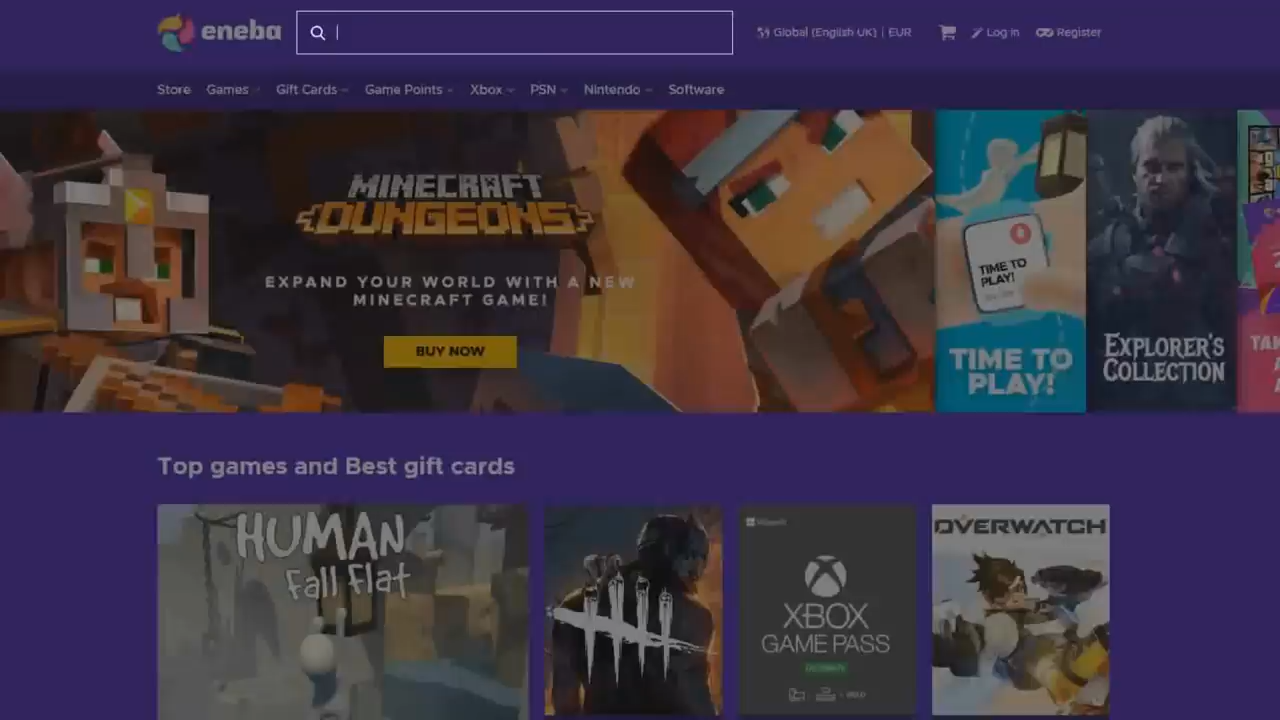 eneba
Global (English UK) | EUR
Log in
Register
Store
Games
Gift Cards
Game Points
Xbox
PSN
Nintendo
Software
MINECRAFT
DUNGEONS
EXPAND YOUR WORLD WITH A NEW
MINECRAFT GAME!
BUY NOW
TIME TO
PLAY!
TIME TO
PLAY!
EXPLORER'S
COLLECTION
Top games and Best gift cards
HUMAN
Fall Flat
Microsoft
XBOX
GAME PASS
ULTIMATE
OVERWATCH